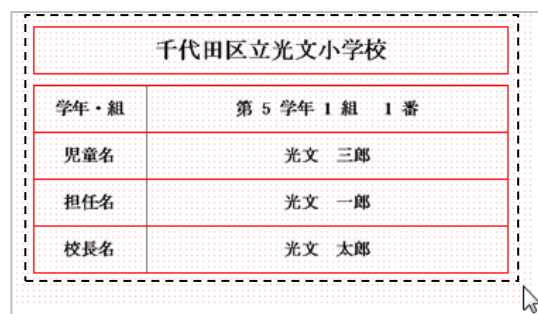 千代田区立光文小学校
学年・組 第 5 学年 1 組 1 番
児童名 光文 三郎
担任名 光文 一郎
校長名 光文 太郎